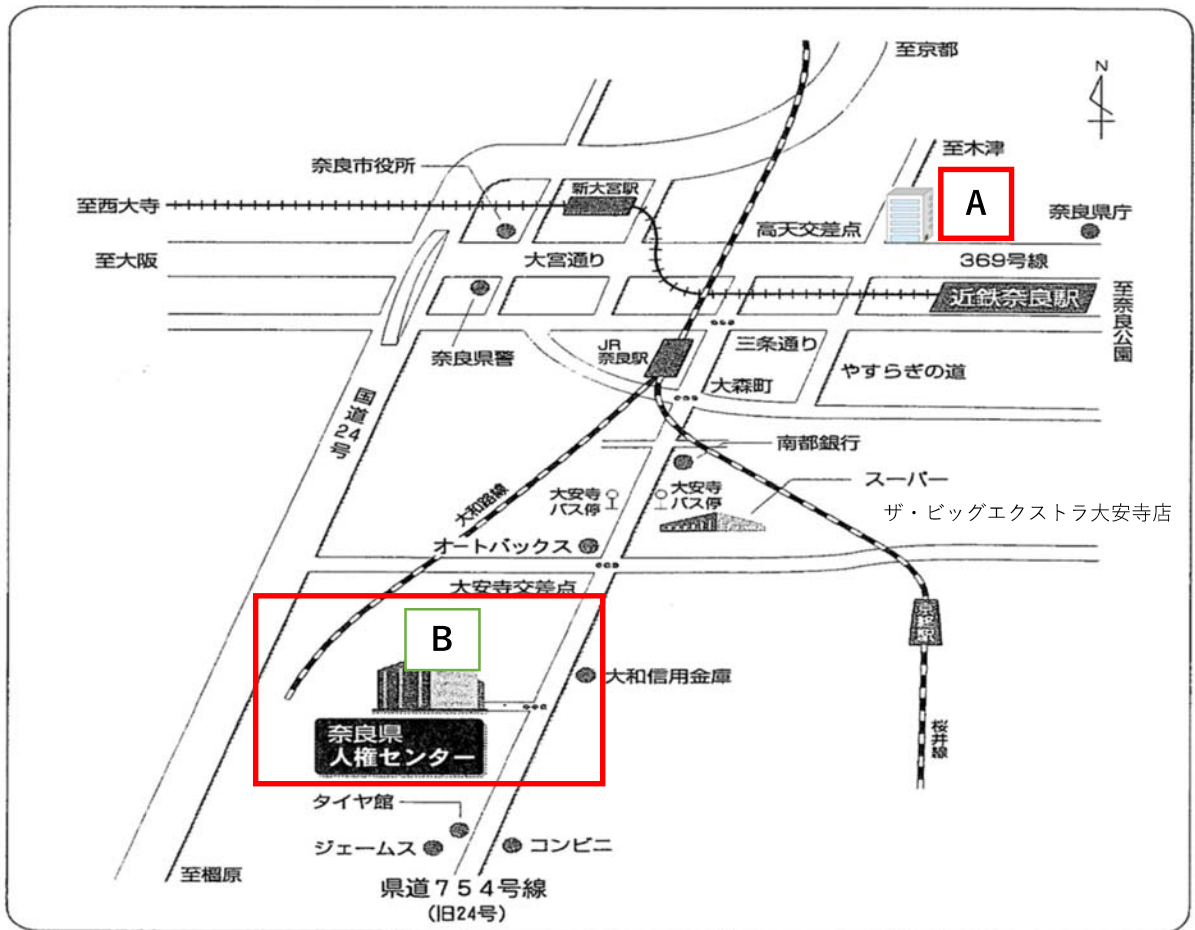 至京都
N
至木津
奈良市役所
新大宮駅
A
至西大寺
奈良県庁
高天交差点
至大阪
大宮通り
369号線
近鉄奈良駅
至奈良公園
奈良県警
JR
奈良駅
三条通り
大森町
やすらぎの道
国道24号
南都銀行
大安寺
バス停
大安寺
バス停
スーパー
ザ・ビッグエクストラ大安寺店
大和路線
オートバックス
大安寺交差点
京終駅
B
大和信用金庫
奈良県
人権センター
桜井線
タイヤ館
ジェームス
コンビニ
至橿原
県道754号線
(旧24号)